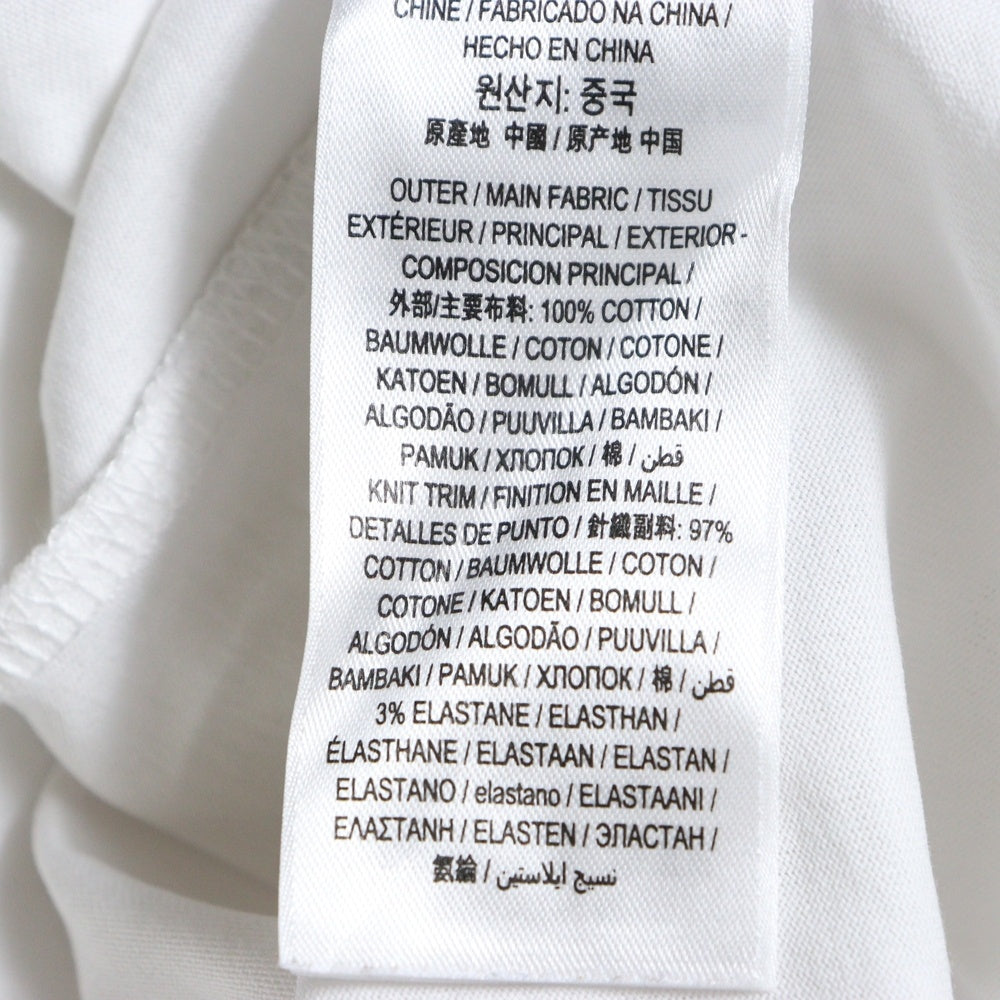 CHINE / FABRICADO NA CHINA /
HECHO EN CHINA
원산지: 중국
原產地 中國 / 原产地 中国
OUTER / MAIN FABRIC / TISSU
EXTÉRIEUR / PRINCIPAL / EXTERIOR -
COMPOSICION PRINCIPAL /
外部/主要布料: 100% COTTON /
BAUMWOLLE / COTON / COTONE /
KATOEN / BOMULL / ALGODÓN /
ALGODÃO / PUUVILLA / BAMBAKI /
PAMUK / ХЛОПОК / 棉 / قطن
KNIT TRIM / FINITION EN MAILLE /
DETALLES DE PUNTO / 針織副料: 97%
COTTON / BAUMWOLLE / COTON /
COTONE / KATOEN / BOMULL /
ALGODÓN / ALGODÃO / PUUVILLA /
BAMBAKI / PAMUK / ХЛОПОК / 棉 / قطن
3% ELASTANE / ELASTHAN /
ÉLASTHANE / ELASTAAN / ELASTAN /
ELASTANO / elastano / ELASTAANI /
ΕΛΑΣΤΑΝΗ / ELASTEN / ЭЛАСТАН /
氨綸 / نسيج ايلاستين